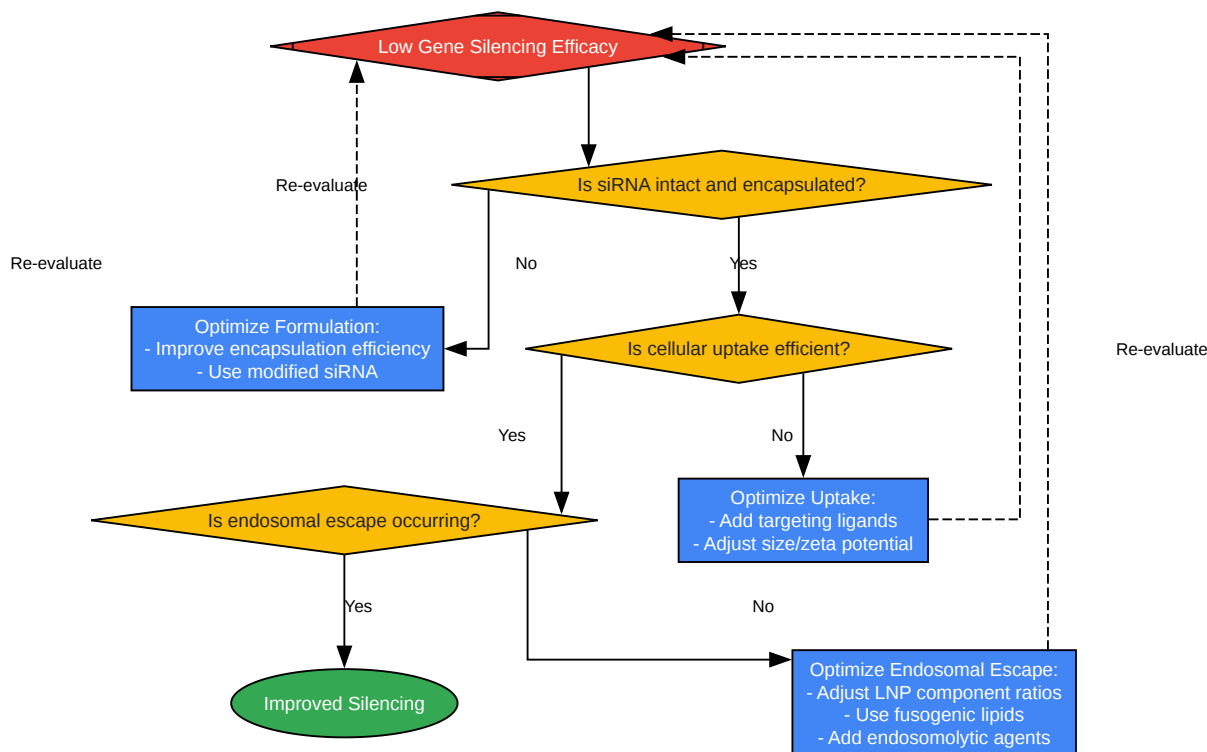 Low Gene Silencing Efficacy
Is siRNA intact and encapsulated?
Re-evaluate
Re-evaluate
No
Yes
Optimize Formulation:
- Improve encapsulation efficiency
- Use modified siRNA
Is cellular uptake efficient?
Re-evaluate
Yes
No
Optimize Uptake:
- Add targeting ligands
- Adjust size/zeta potential
Is endosomal escape occurring?
Yes
No
Optimize Endosomal Escape:
- Adjust LNP component ratios
- Use fusogenic lipids
- Add endosomolytic agents
Improved Silencing